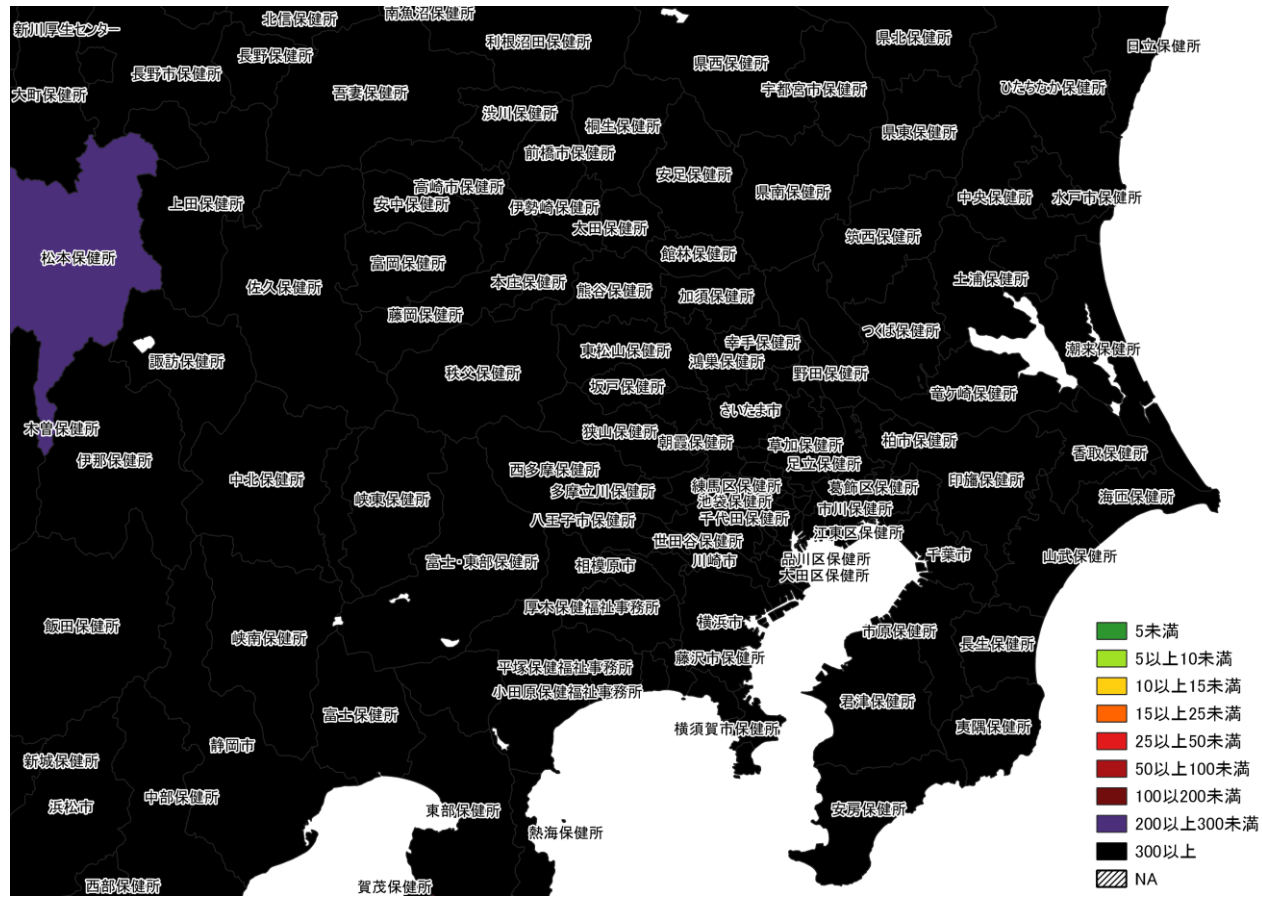 新川厚生センター
北信保健所
南魚沼保健所
利根沼田保健所
県北保健所
日立保健所
長野保健所
長野市保健所
県西保健所
大町保健所
吾妻保健所
宇都宮市保健所
ひたちなか保健所
渋川保健所
桐生保健所
県東保健所
前橋市保健所
安足保健所
高崎市保健所
県南保健所
中央保健所
水戸市保健所
上田保健所
安中保健所
伊勢崎保健所
太田保健所
筑西保健所
松本保健所
館林保健所
富岡保健所
土浦保健所
佐久保健所
本庄保健所
熊谷保健所
加須保健所
藤岡保健所
つくば保健所
幸手保健所
東松山保健所
鴻巣保健所
潮来保健所
諏訪保健所
秩父保健所
野田保健所
坂戸保健所
竜ケ崎保健所
さいたま市
木曽保健所
狭山保健所
朝霞保健所
草加保健所
柏市保健所
香取保健所
伊那保健所
足立保健所
西多摩保健所
中北保健所
印旛保健所
多摩立川保健所
練馬区保健所
葛飾区保健所
海匝保健所
峡東保健所
池袋保健所
市川保健所
八王子市保健所
千代田保健所
江東区保健所
世田谷保健所
富士・東部保健所
相模原市
川崎市
品川区保健所
千葉市
山武保健所
大田区保健所
厚木保健福祉事務所
飯田保健所
峡南保健所
横浜市
市原保健所
長生保健所
藤沢市保健所
平塚保健福祉事務所
小田原保健福祉事務所
君津保健所
富士保健所
横須賀市保健所
夷隅保健所
静岡市
新城保健所
中部保健所
浜松市
東部保健所
安房保健所
熱海保健所
西部保健所
賀茂保健所
5未満
5以上10未満
10以上15未満
15以上25未満
25以上50未満
50以上100未満
100以200未満
200以上300未満
300以上
NA